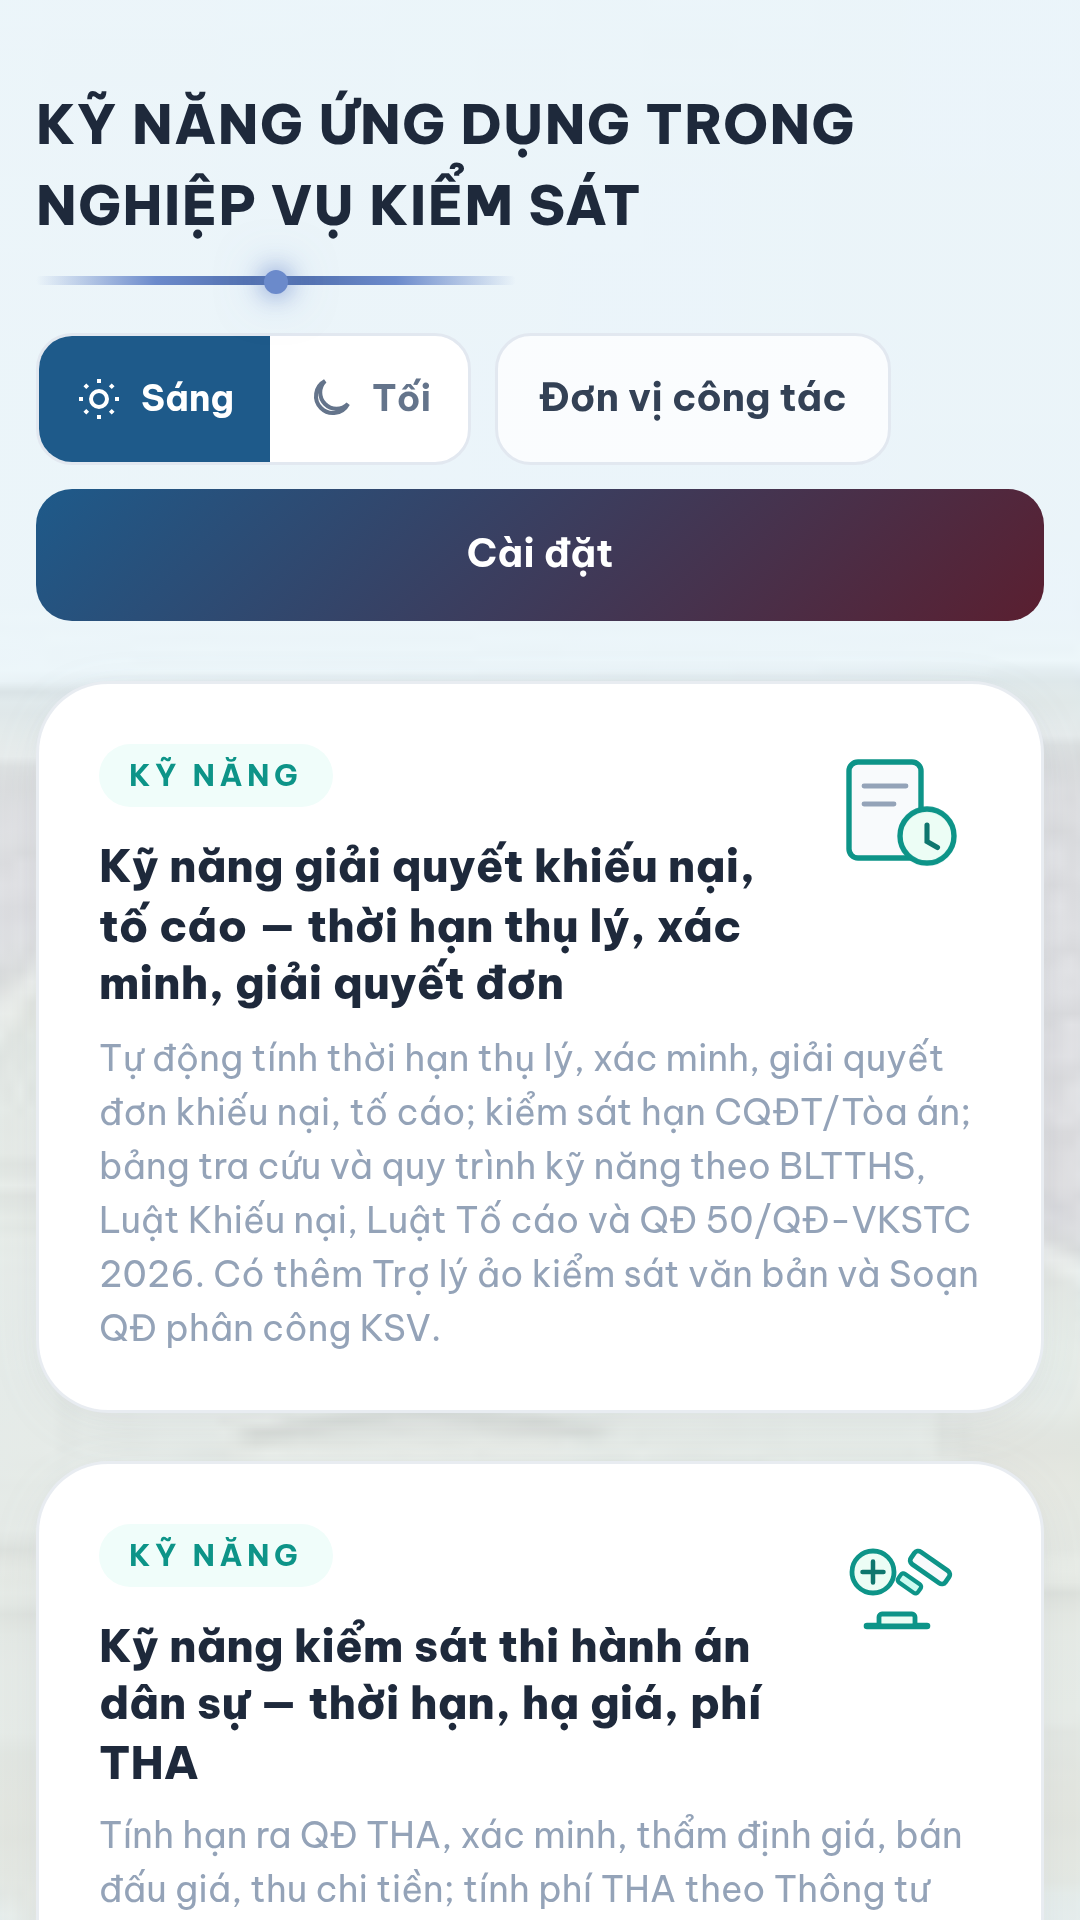 KỸ NĂNG ỨNG DỤNG TRONG
NGHIỆP VỤ KIỂM SÁT
Sáng
Tối
Đơn vị công tác
Cài đặt
KỸ NĂNG
Kỹ năng giải quyết khiếu nại,
tố cáo — thời hạn thụ lý, xác
minh, giải quyết đơn
Tự động tính thời hạn thụ lý, xác minh, giải quyết
đơn khiếu nại, tố cáo; kiểm sát hạn CQĐT/Tòa án;
bảng tra cứu và quy trình kỹ năng theo BLTTHS,
Luật Khiếu nại, Luật Tố cáo và QĐ 50/QĐ-VKSTC
2026. Có thêm Trợ lý ảo kiểm sát văn bản và Soạn
QĐ phân công KSV.
KỸ NĂNG
Kỹ năng kiểm sát thi hành án
dân sự — thời hạn, hạ giá, phí
THA
Tính hạn ra QĐ THA, xác minh, thẩm định giá, bán
đấu giá, thu chi tiền; tính phí THA theo Thông tư